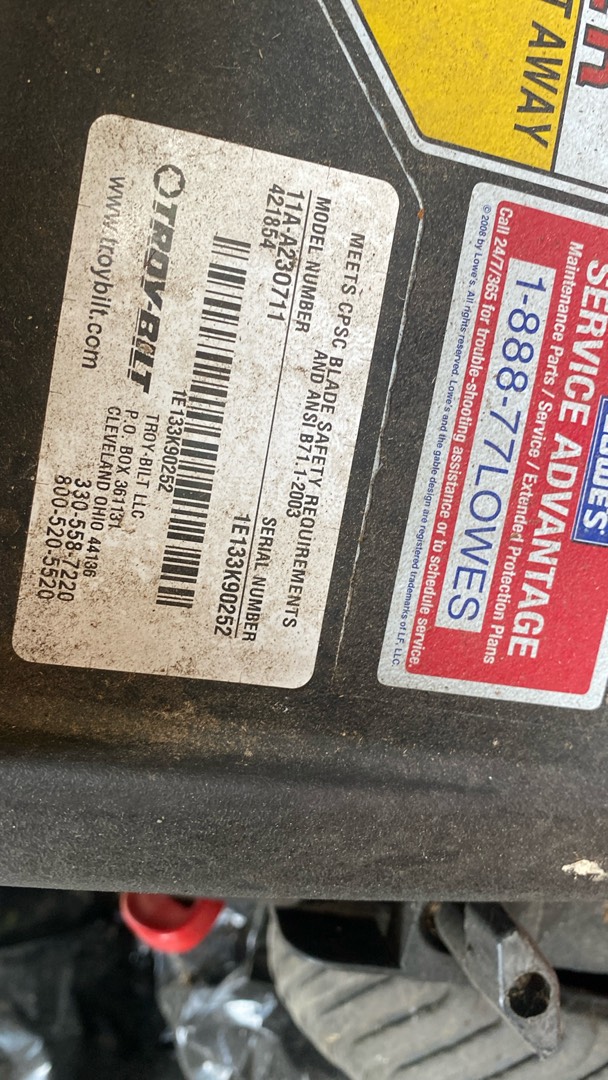 T AWAY
LOWE'S
SERVICE ADVANTAGE
Maintenance Parts / Service / Extended Protection Plans
1-888-77LOWES
Call 24/7/365 for trouble-shooting assistance or to schedule service.
© 2008 by Lowe's. All rights reserved. Lowe's and the gable design are registered trademarks of LF, LLC.
MEETS CPSC BLADE SAFETY REQUIREMENTS
AND ANSI B71.1-2003
MODEL NUMBER
SERIAL NUMBER
11A-A230711
1E133K90252
421854
1E133K90252
TROY-BILT
TROY-BILT LLC
P.O. BOX 361131
CLEVELAND OHIO 44136
www.troybilt.com
330-558-7220
800-520-5520